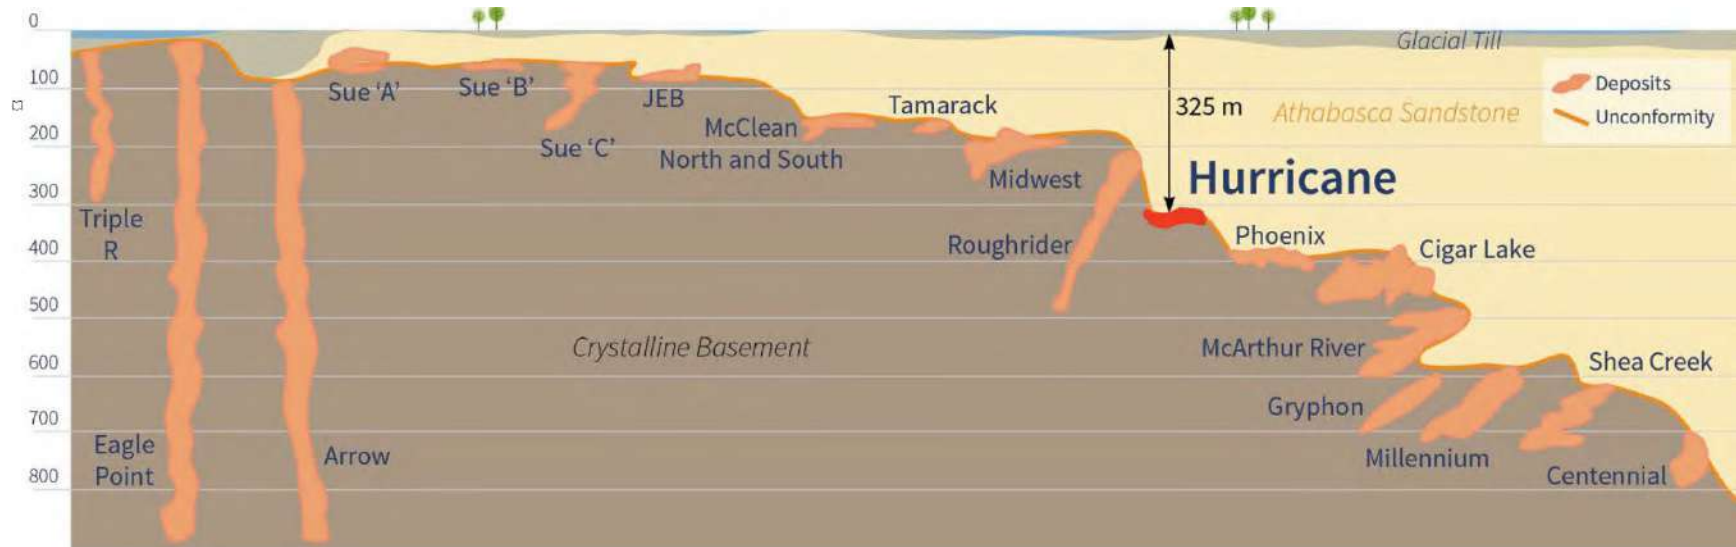 0
100
200
300
400
500
600
700
800
Glacial Till
Deposits
Unconformity
Athabasca Sandstone
325 m
Hurricane
Sue ‘A’
Sue ‘B’
Sue ‘C’
JEB
McClean
North and South
Tamarack
Midwest
Roughrider
Phoenix
Cigar Lake
Triple
R
Crystalline Basement
McArthur River
Shea Creek
Gryphon
Millennium
Centennial
Eagle
Point
Arrow